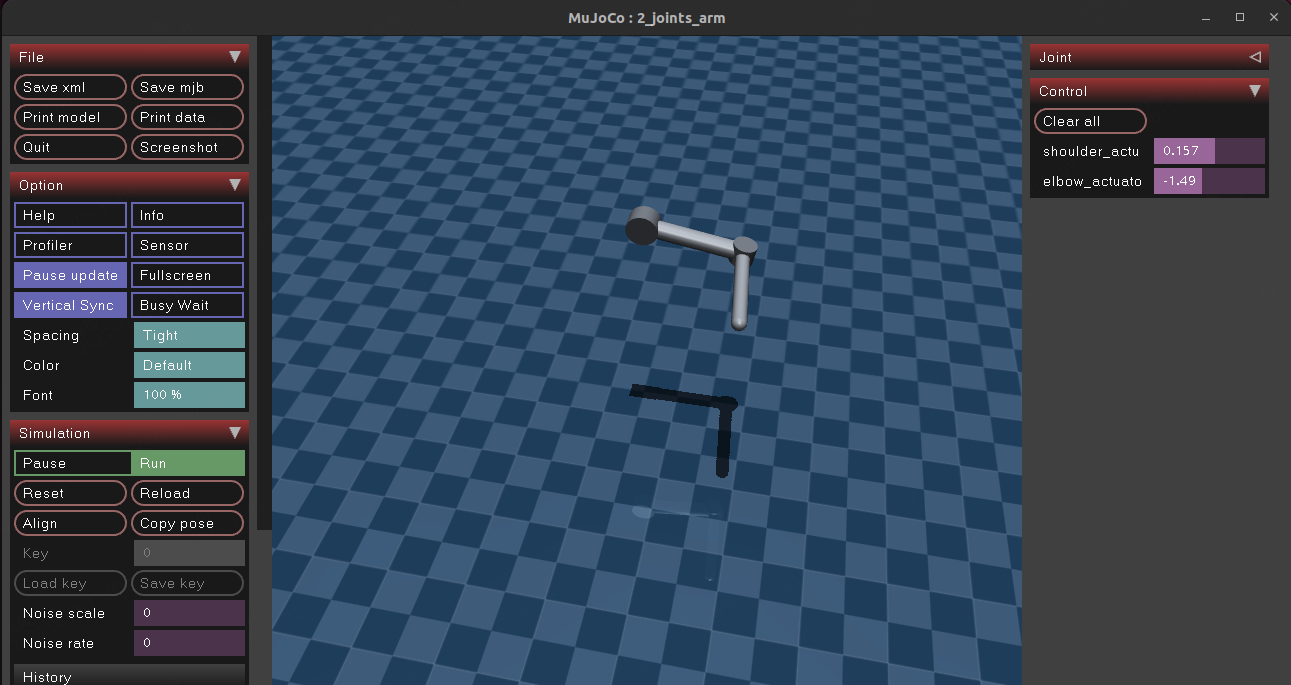 MuJoCo : 2_joints_arm
File
Save xml Save mjb
Print model Print data
Quit Screenshot
Option
Help Info
Profiler Sensor
Pause update Fullscreen
Vertical Sync Busy Wait
Spacing Tight
Color Default
Font 100 %
Simulation
Pause Run
Reset Reload
Align Copy pose
Key 0
Load key Save key
Noise scale 0
Noise rate 0
History
Joint
Control
Clear all
shoulder_actu 0.157
elbow_actuato -1.49